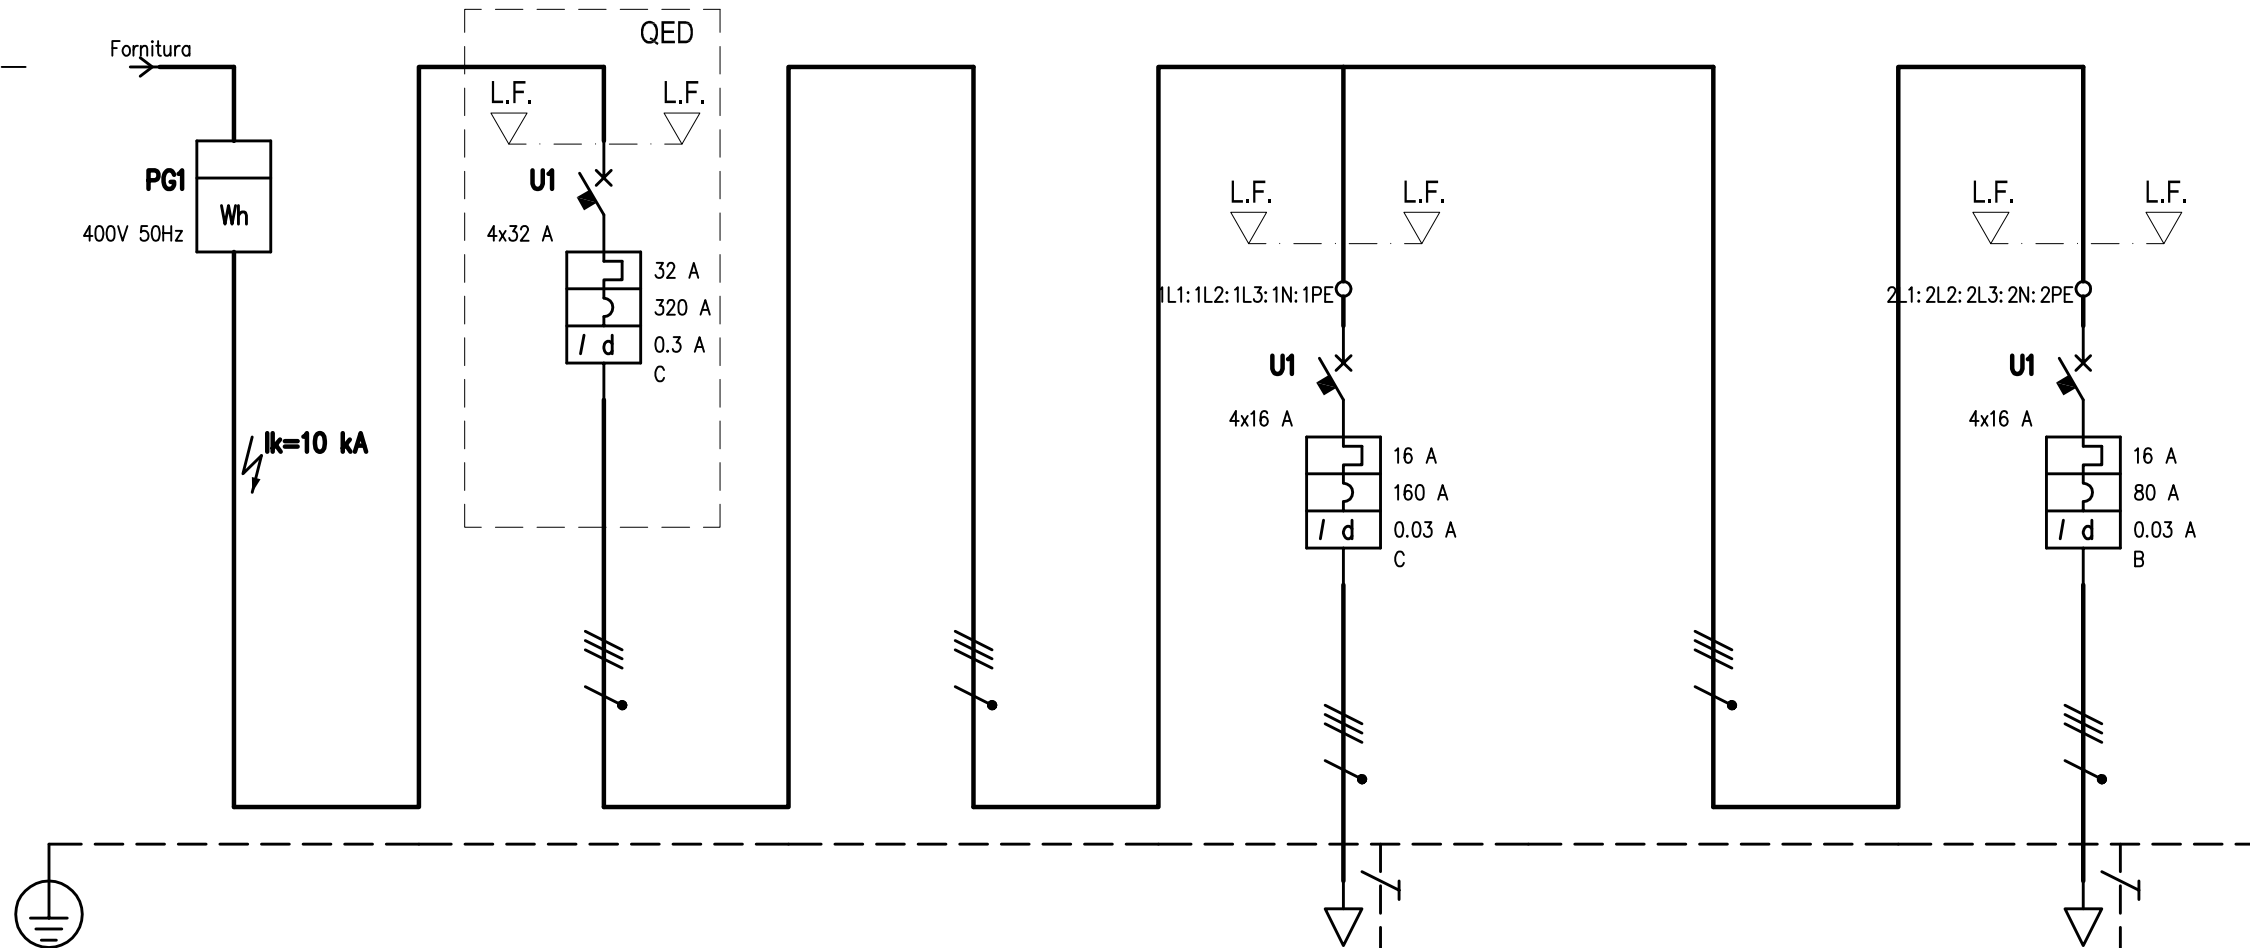 Fornitura
QED
L.F. L.F.
PG1
Wh
400V 50Hz
U1
4x32 A
32 A
320 A
I d
0.3 A
C
Ik=10 kA
L.F. L.F.
1L1:1L2:1L3:1N:1PE
U1
4x16 A
16 A
160 A
I d
0.03 A
C
L.F. L.F.
2L1:2L2:2L3:2N:2PE
U1
4x16 A
16 A
80 A
I d
0.03 A
B